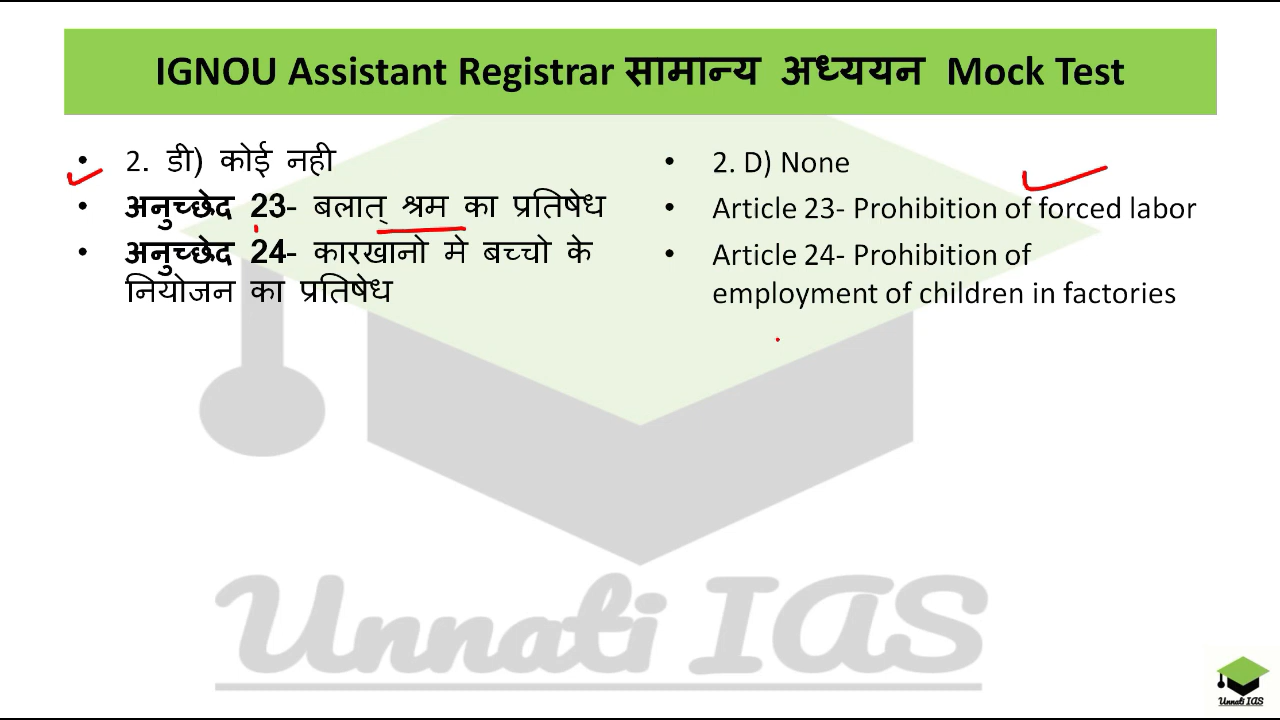 IGNOU Assistant Registrar सामान्य अध्ययन Mock Test
• 2. डी) कोई नही
• अनुच्छेद 23- बलात् श्रम का प्रतिषेध
• अनुच्छेद 24- कारखानो मे बच्चो के
नियोजन का प्रतिषेध
• 2. D) None
• Article 23- Prohibition of forced labor
• Article 24- Prohibition of
employment of children in factories
Unnati IAS
Unnati IAS